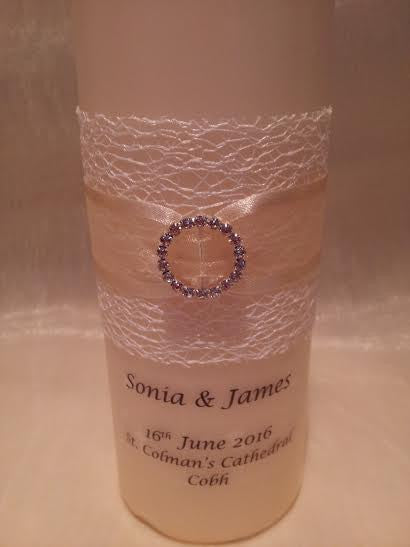 Sonia & James
16th June 2016
St. Colman's Cathedral
Cobh